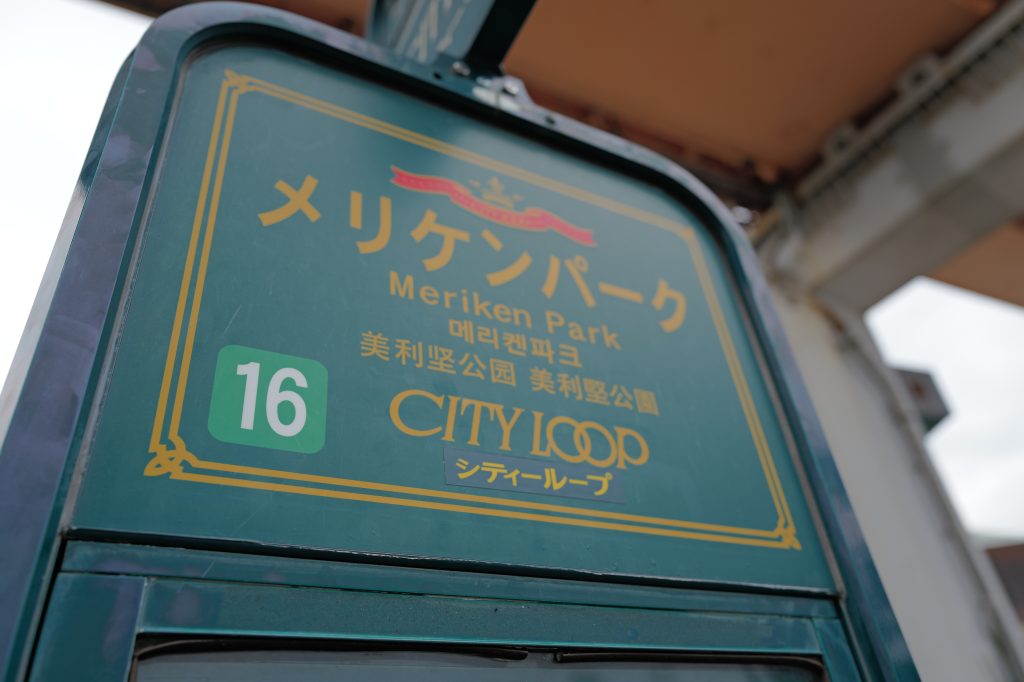 メリケンパーク
Meriken Park
메리켄파크
美利坚公园 美利堅公園
16
CITY LOOP
シティーループ